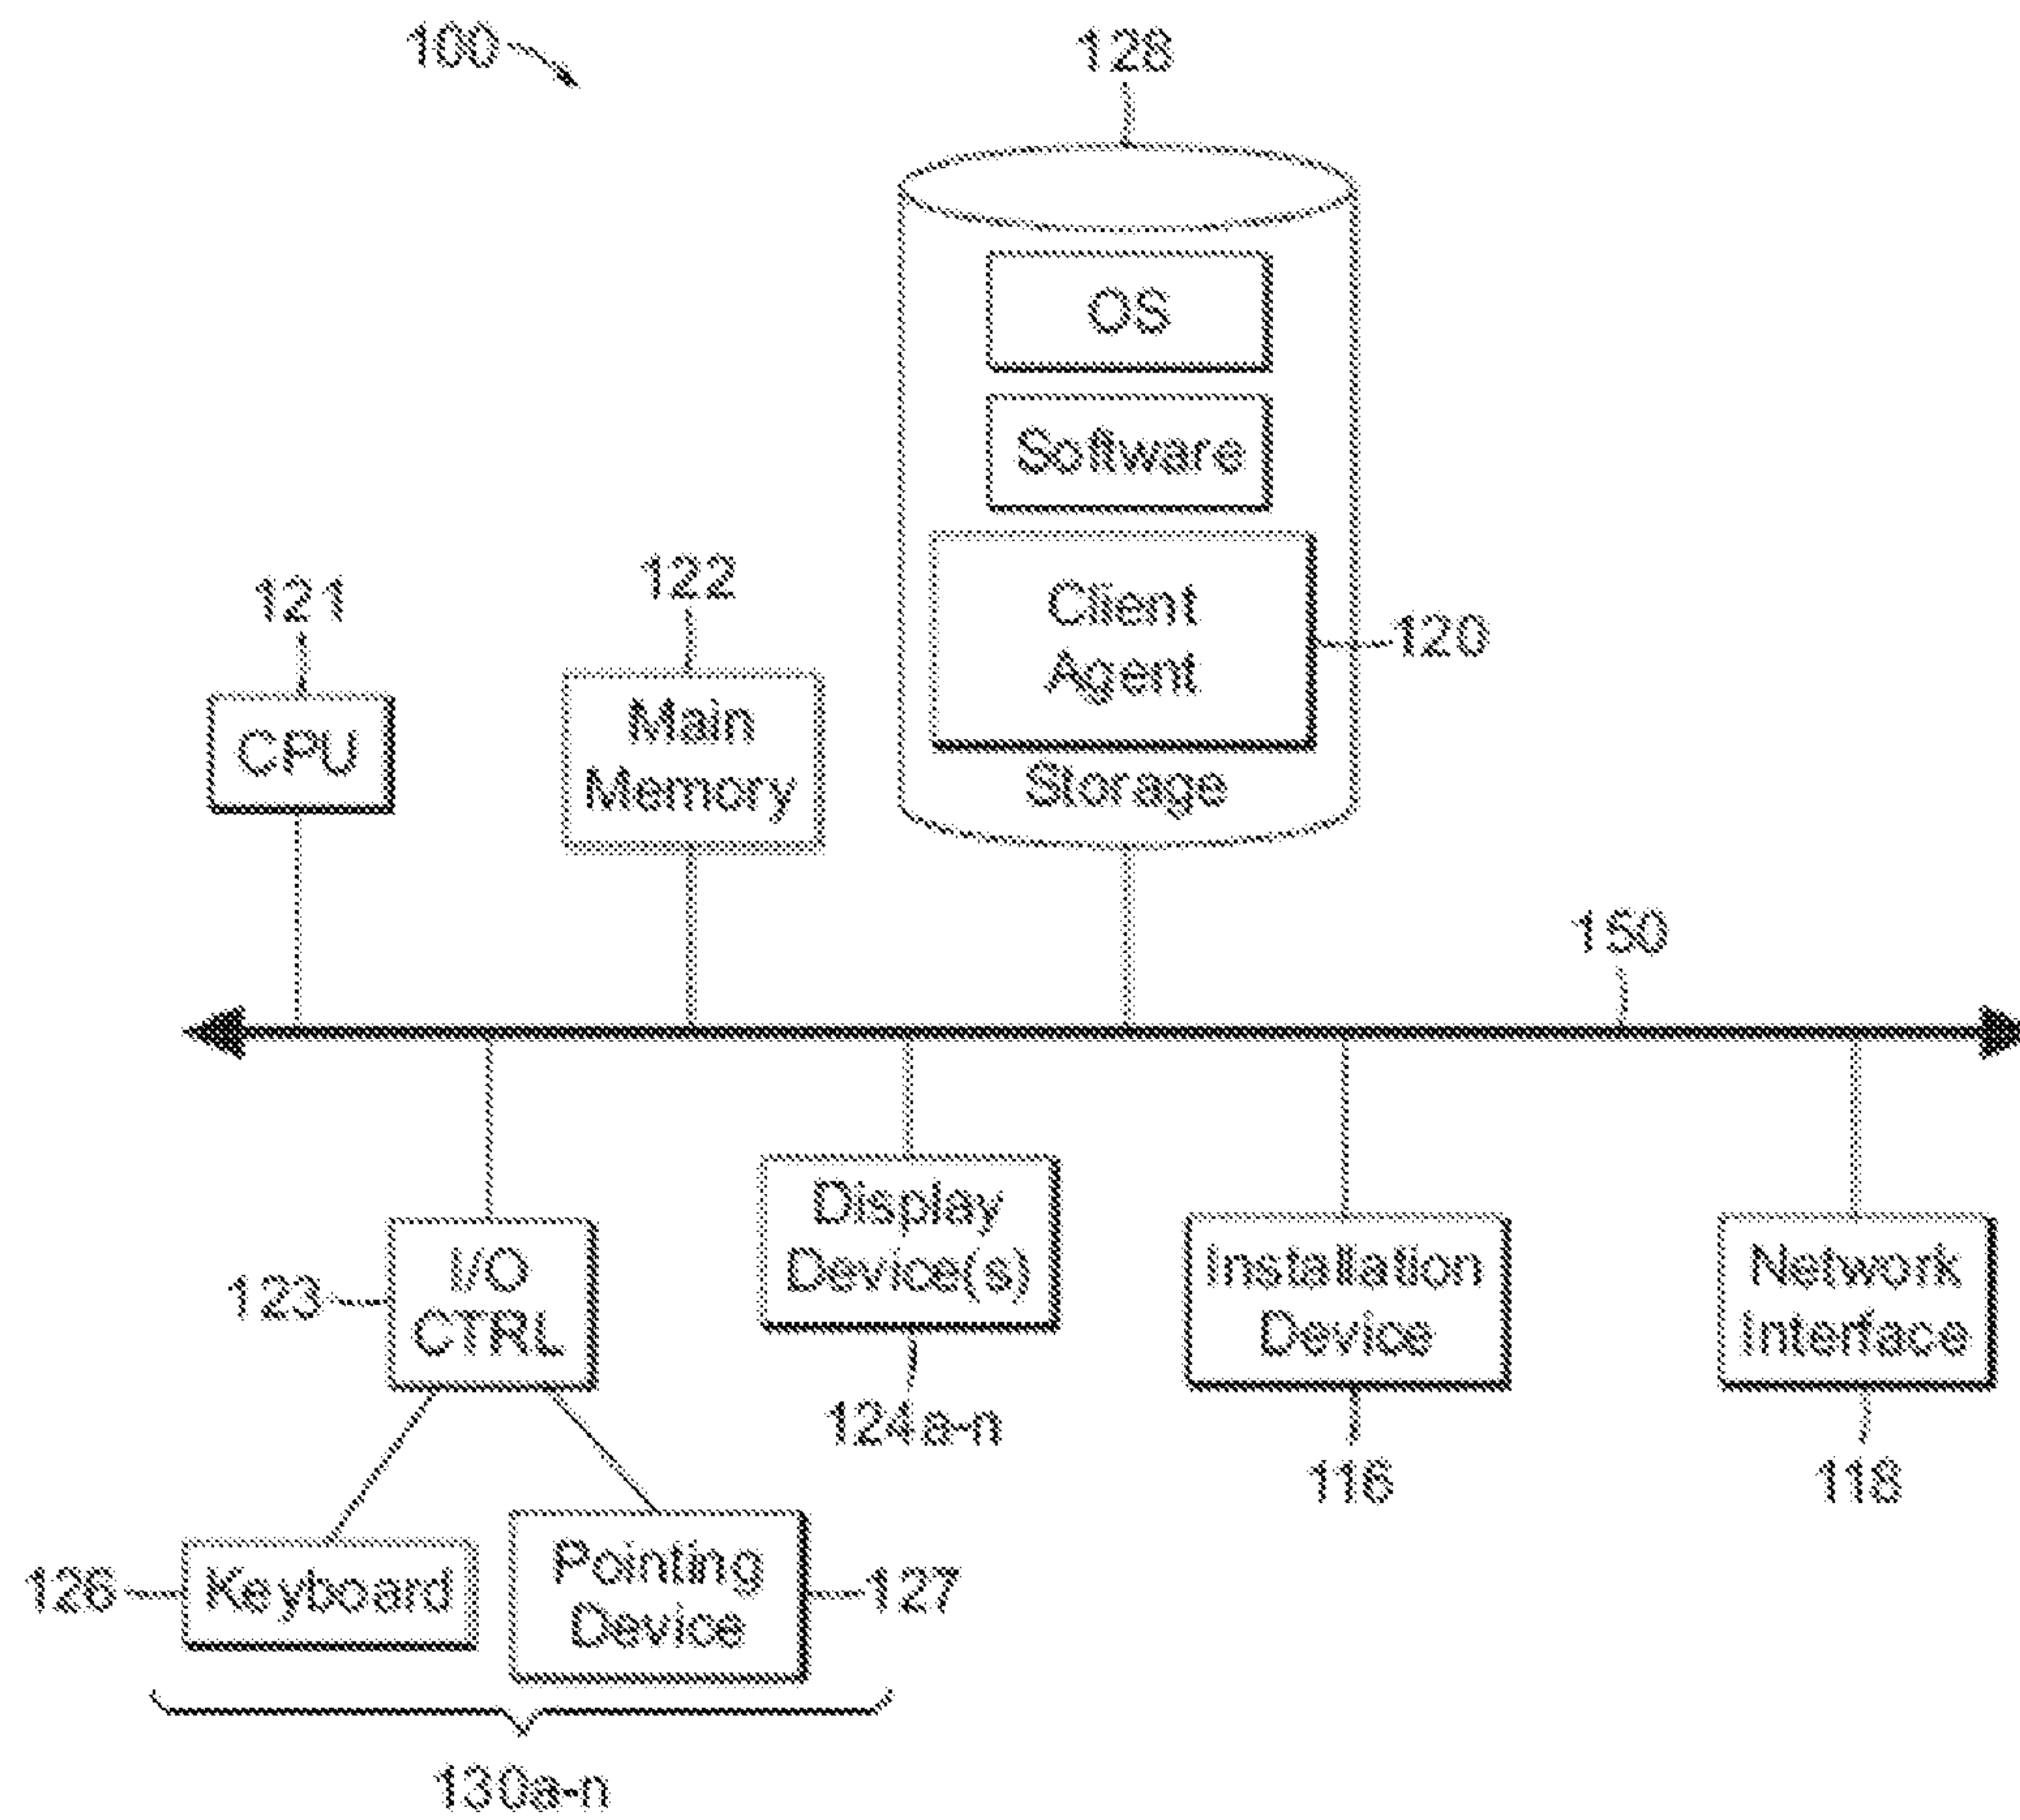 100
128
OS
Software
Client
Agent
120
Storage
121
CPU
122
Main
Memory
150
I/O
CTRL
123
Display
Device(s)
124a-n
Installation
Device
116
Network
Interface
118
126
Keyboard
Pointing
Device
127
130a-n